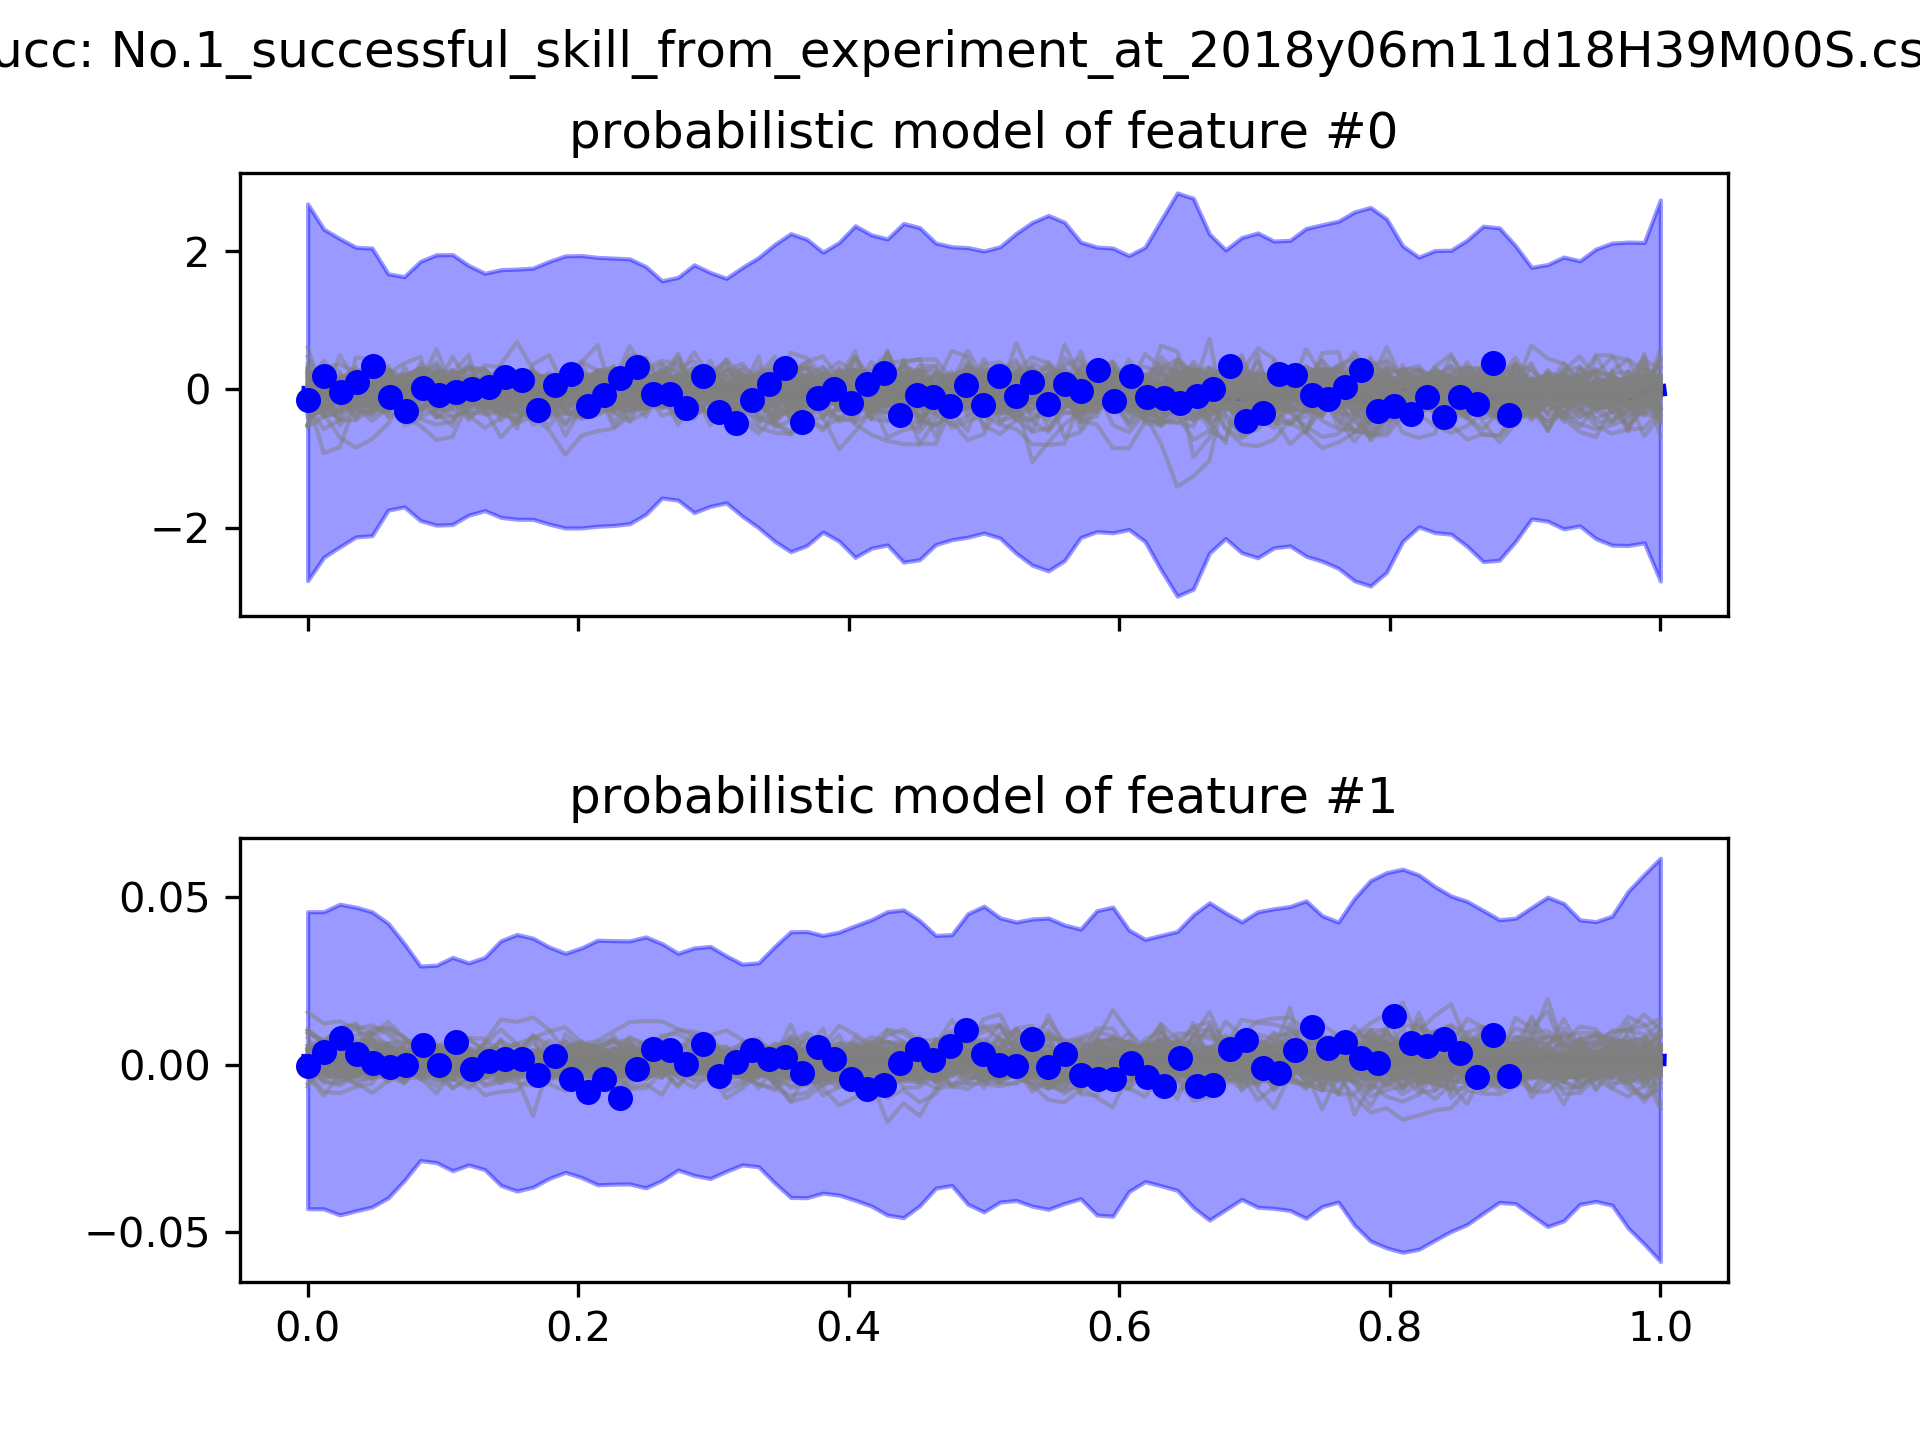 ucc: No.1_successful_skill_from_experiment_at_2018y06m11d18H39M00S.cs
probabilistic model of feature #0
2
0
−2
probabilistic model of feature #1
0.05
0.00
−0.05
0.0 0.2 0.4 0.6 0.8 1.0